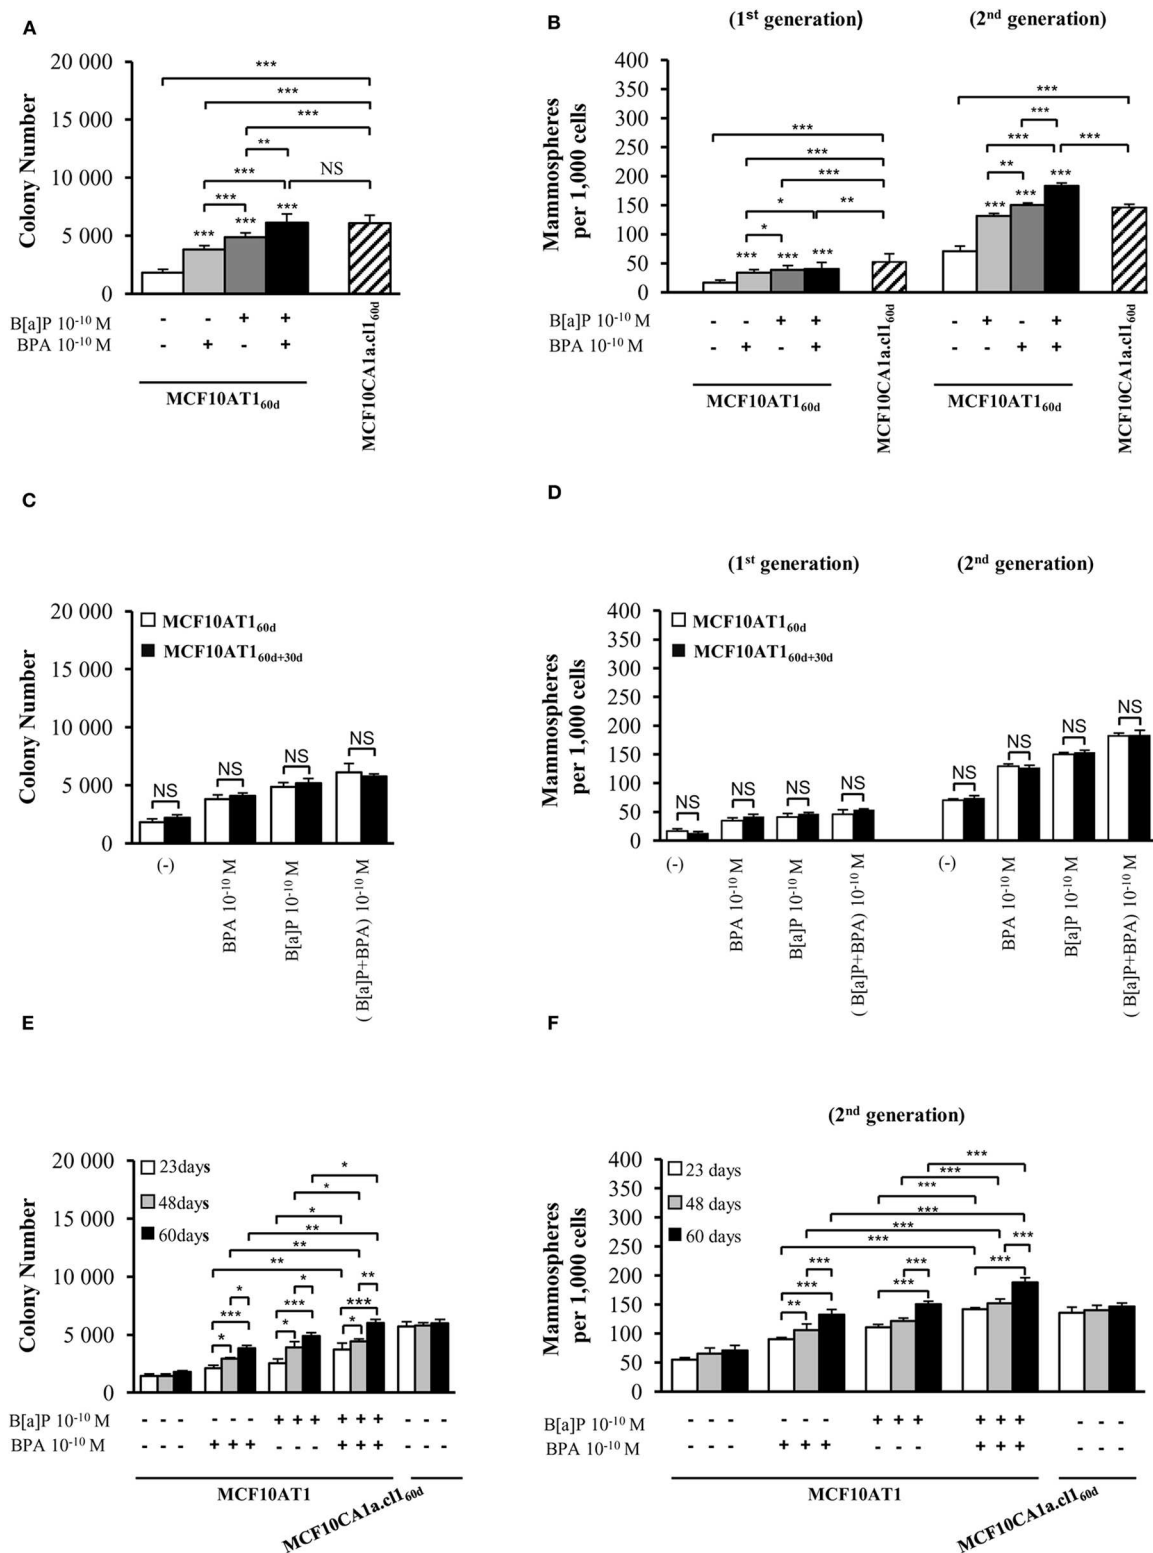 A
Colony Number
20 000
15 000
10 000
5 000
0
***
***
***
**
*** NS
***
*** *** ***
B[a]P 10-10 M - - + +
BPA 10-10 M - + - +
MCF10AT160d
MCF10CA1a.cl160d
B
(1st generation) (2nd generation)
Mammospheres
per 1,000 cells
400
350
300
250
200
150
100
50
0
***
***
***
* **
*
*** *** ***
***
***
*** ***
**
*** *** ***
B[a]P 10-10 M - - + + - + - +
BPA 10-10 M - + - + - - + +
MCF10AT160d
MCF10CA1a.cl160d
MCF10AT160d
MCF10CA1a.cl160d
C
Colony Number
20 000
15 000
10 000
5 000
0
MCF10AT160d
MCF10AT160d+30d
NS NS NS NS
(-)
BPA 10-10 M
B[a]P 10-10 M
( B[a]P+BPA) 10-10 M
D
(1st generation) (2nd generation)
Mammospheres
per 1,000 cells
400
350
300
250
200
150
100
50
0
MCF10AT160d
MCF10AT160d+30d
NS NS NS NS NS NS NS NS
(-)
BPA 10-10 M
B[a]P 10-10 M
( B[a]P+BPA) 10-10 M
(-)
BPA 10-10 M
B[a]P 10-10 M
( B[a]P+BPA) 10-10 M
E
Colony Number
20 000
15 000
10 000
5 000
0
23days
48days
60days
*
*
*
**
**
**
* * **
*** *** ***
* * *
B[a]P 10-10 M - - - - - - + + + + + + - - -
BPA 10-10 M - - - + + + - - - + + + - - -
MCF10AT1
MCF10CA1a.cl160d
F
(2nd generation)
Mammospheres
per 1,000 cells
400
350
300
250
200
150
100
50
0
23 days
48 days
60 days
***
***
***
***
***
***
*** *** ***
*** *** ***
**
B[a]P 10-10 M - - - - - - + + + + + + - - -
BPA 10-10 M - - - + + + - - - + + + - - -
MCF10AT1
MCF10CA1a.cl160d